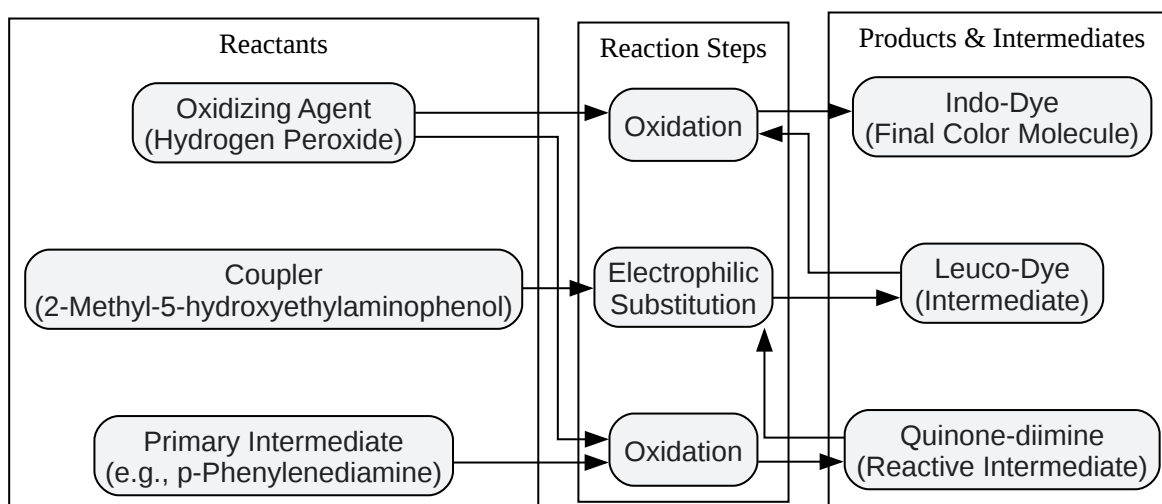 Reactants
Reaction Steps
Products & Intermediates
Oxidizing Agent
(Hydrogen Peroxide)
Oxidation
Indo-Dye
(Final Color Molecule)
Coupler
(2-Methyl-5-hydroxyethylaminophenol)
Electrophilic
Substitution
Leuco-Dye
(Intermediate)
Primary Intermediate
(e.g., p-Phenylenediamine)
Oxidation
Quinone-diimine
(Reactive Intermediate)